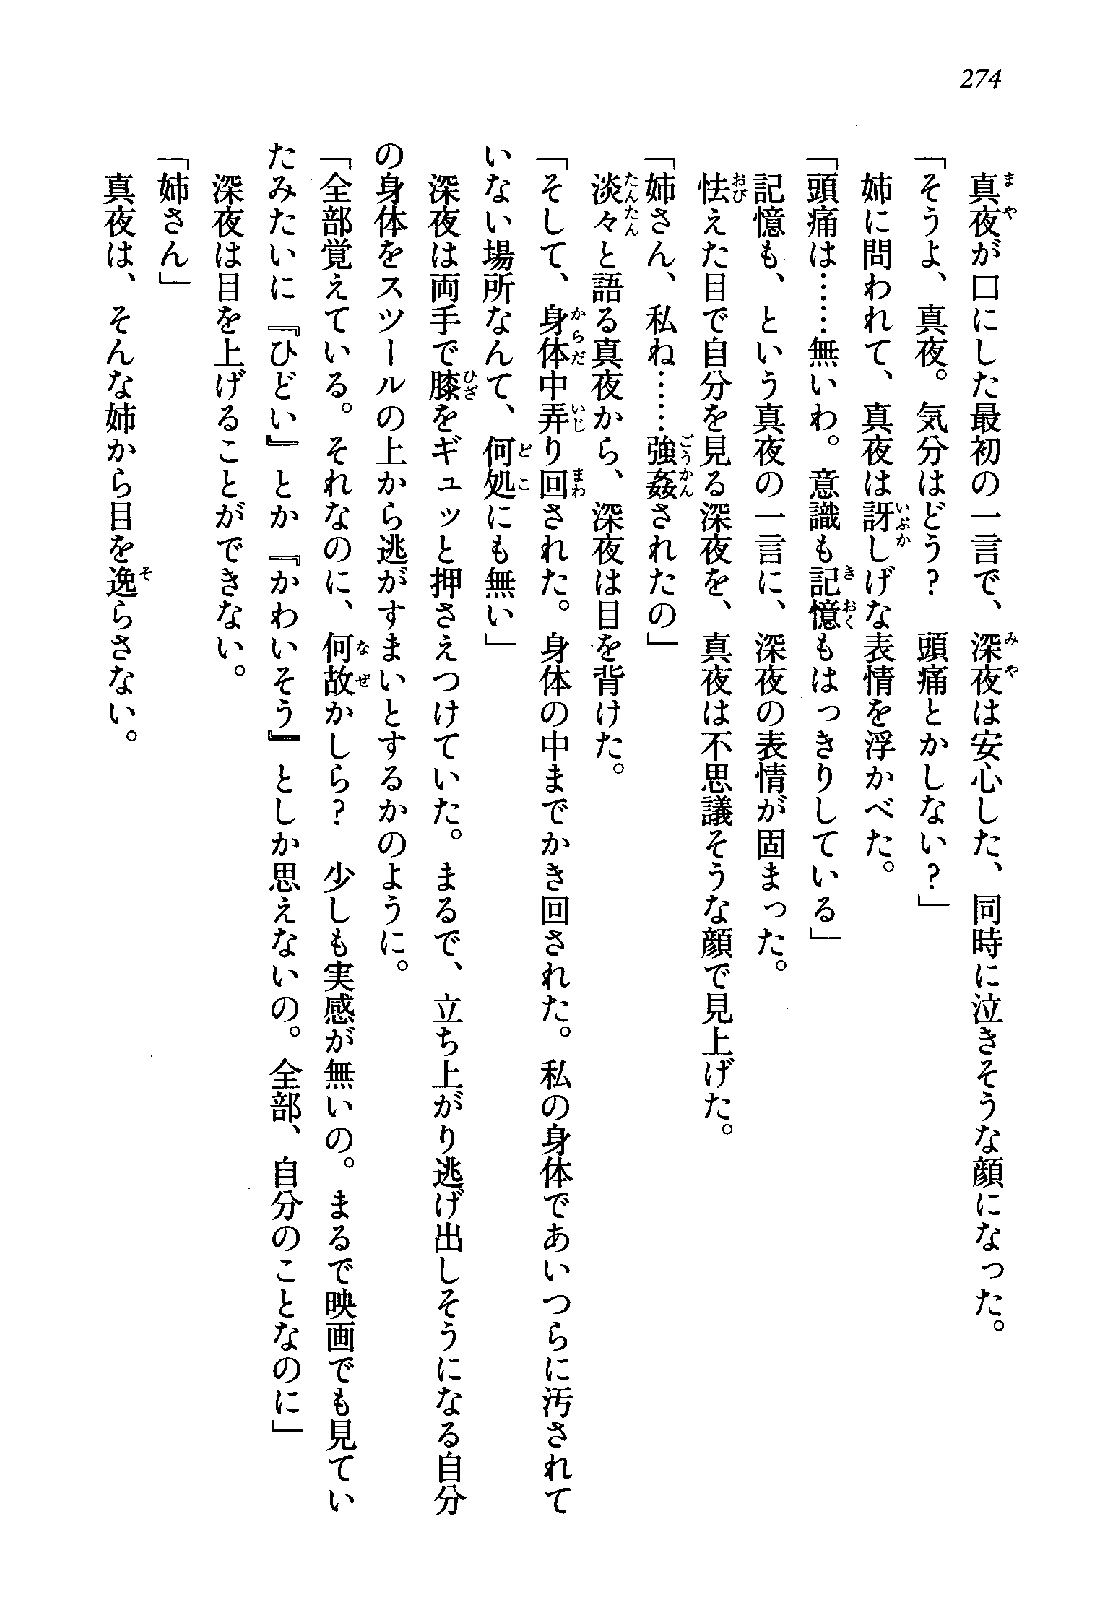 274
真夜が口にした最初の一言で、深夜は安心した、同時に泣きそうな顔になった。
「そうよ、真夜。気分はどう？　頭痛とかしない？」
姉に問われて、真夜は訝しげな表情を浮かべた。
「頭痛は……無いわ。意識も記憶もはっきりしている」
記憶も、という真夜の一言に、深夜の表情が固まった。
怯えた目で自分を見る深夜を、真夜は不思議そうな顔で見上げた。
「姉さん、私ね……強姦されたの」
淡々と語る真夜から、深夜は目を背けた。
「そして、身体中弄り回された。身体の中までかき回された。私の身体であいつらに汚されて
いない場所なんて、何処にも無い」
深夜は両手で膝をギュッと押さえつけていた。まるで、立ち上がり逃げ出しそうになる自分
の身体をスツールの上から逃がすまいとするかのように。
「全部覚えている。それなのに、何故かしら？　少しも実感が無いの。まるで映画でも見てい
たみたいに『ひどい』とか『かわいそう』としか思えないの。全部、自分のことなのに」
深夜は目を上げることができない。
「姉さん」
真夜は、そんな姉から目を逸らさない。